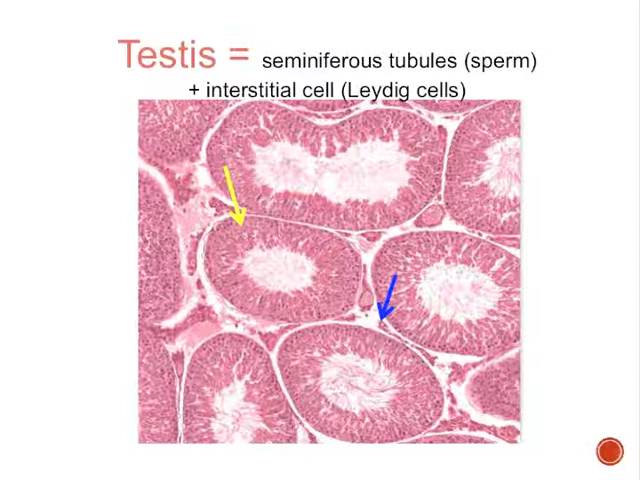 Testis = seminiferous tubules (sperm)
+ interstitial cell (Leydig cells)